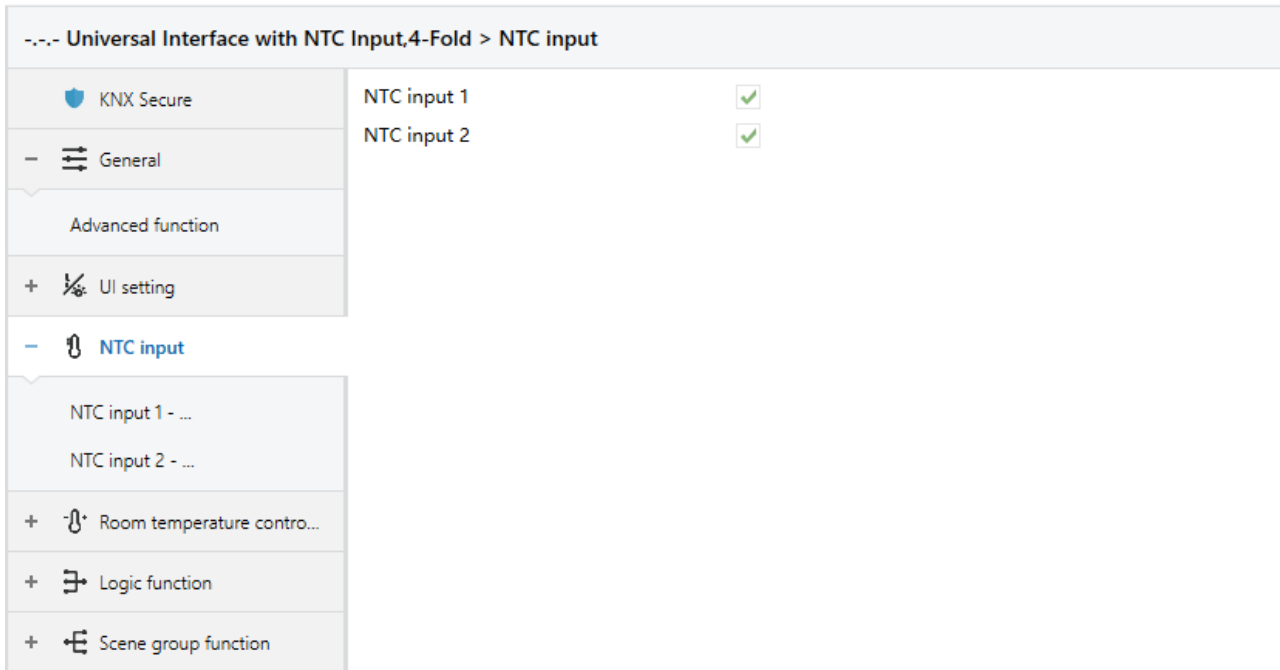 -.-.- Universal Interface with NTC Input,4-Fold > NTC input
KNX Secure
General
Advanced function
UI setting
NTC input
NTC input 1 - ...
NTC input 2 - ...
Room temperature contro...
Logic function
Scene group function
NTC input 1
NTC input 2